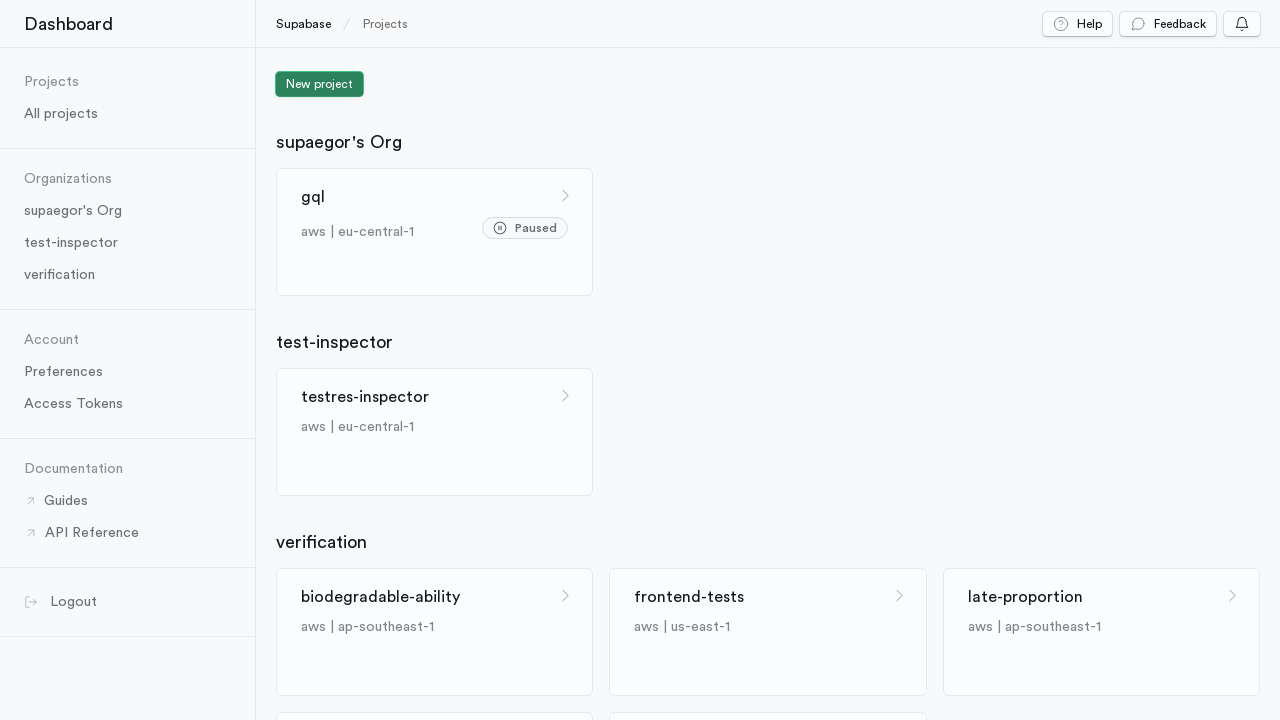 Dashboard
Supabase / Projects
Help
Feedback
Projects
All projects
Organizations
supaegor's Org
test-inspector
verification
Account
Preferences
Access Tokens
Documentation
Guides
API Reference
Logout
New project
supaegor's Org
gql
aws | eu-central-1
Paused
test-inspector
testres-inspector
aws | eu-central-1
verification
biodegradable-ability
aws | ap-southeast-1
frontend-tests
aws | us-east-1
late-proportion
aws | ap-southeast-1